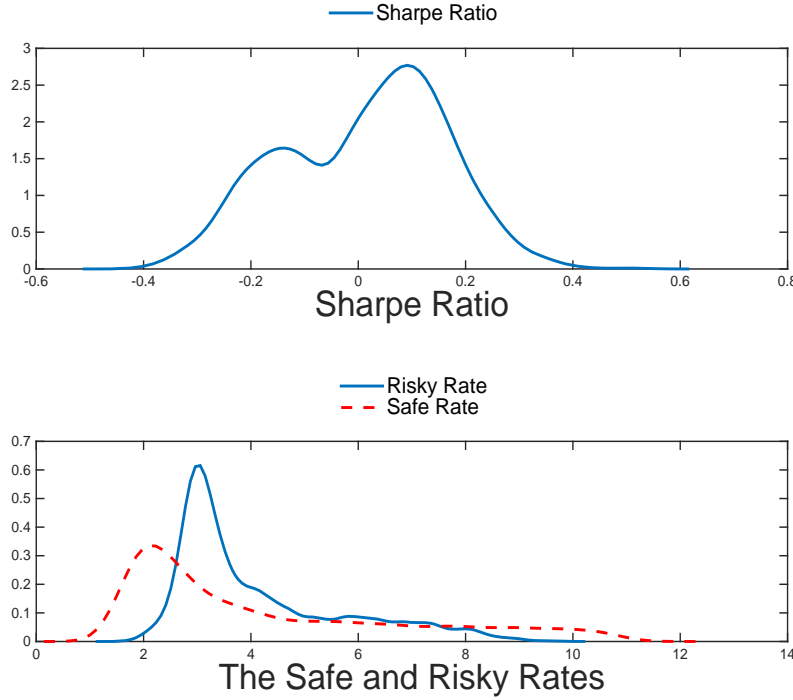 Sharpe Ratio
3
2.5
2
1.5
1
0.5
0
-0.6 -0.4 -0.2 0 0.2 0.4 0.6 0.8
Sharpe Ratio
Risky Rate
Safe Rate
0.7
0.6
0.5
0.4
0.3
0.2
0.1
0
0 2 4 6 8 10 12 14
The Safe and Risky Rates